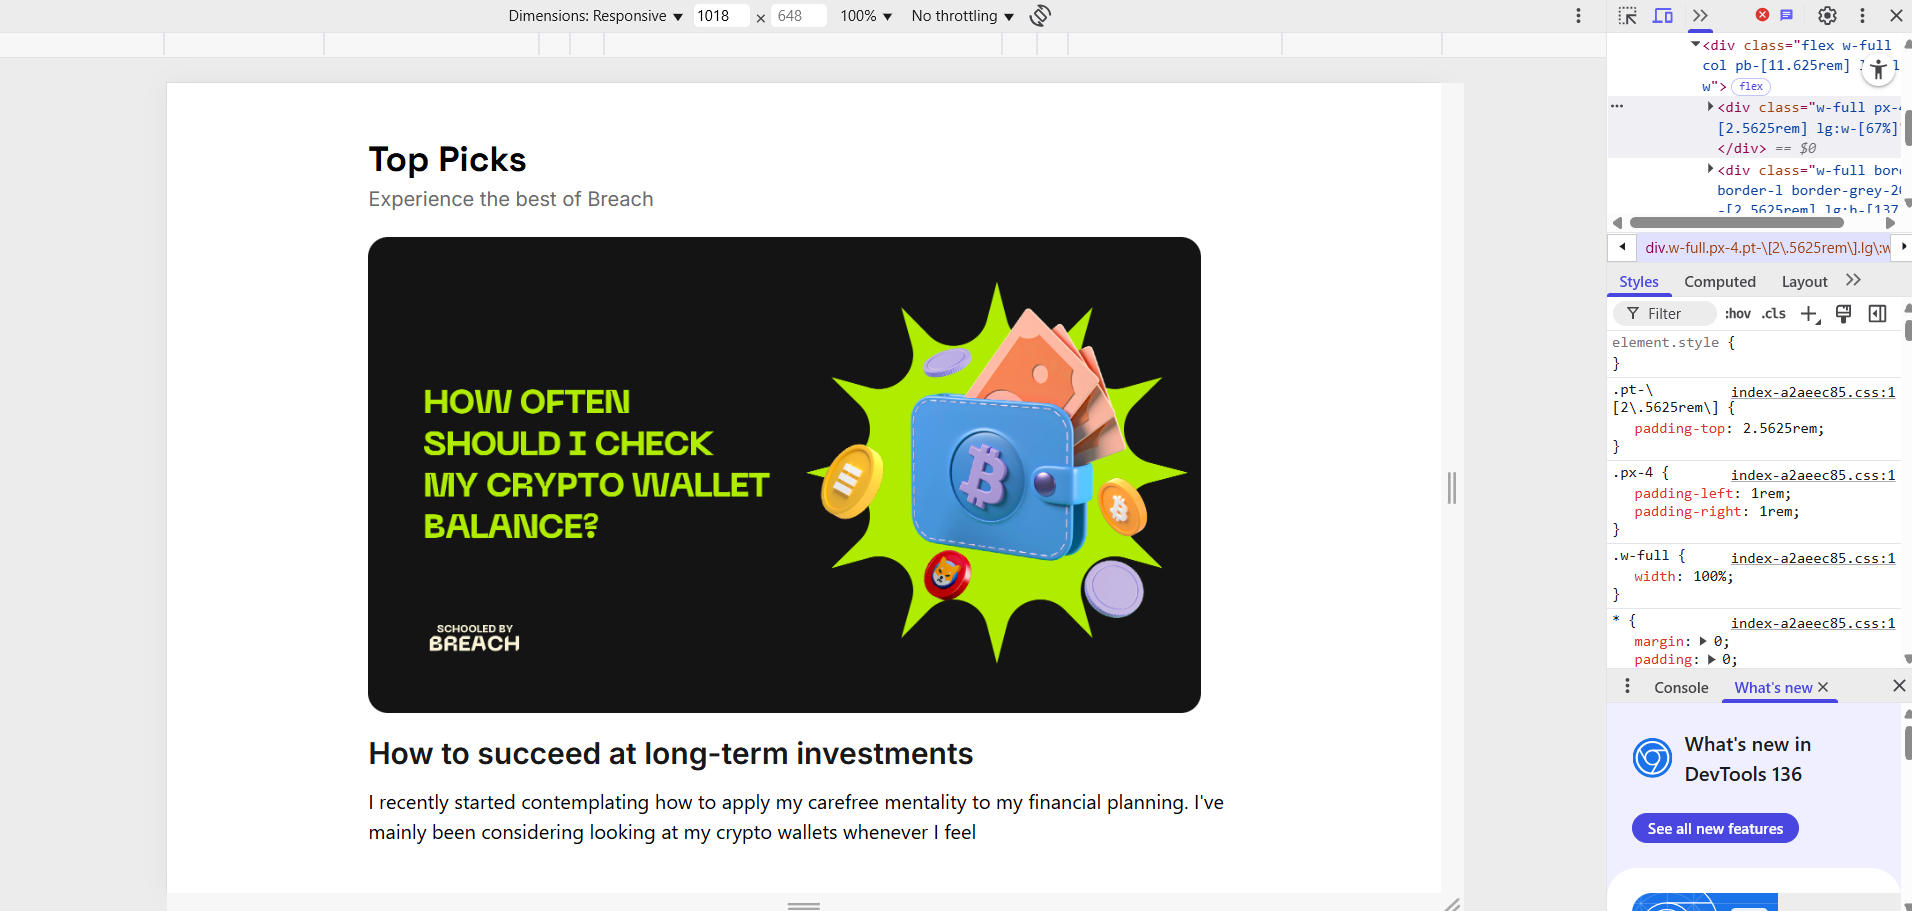 Dimensions: Responsive ▼ 1018 × 648 100% ▼ No throttling ▼
Top Picks
Experience the best of Breach
HOW OFTEN
SHOULD I CHECK
MY CRYPTO WALLET
BALANCE?
SCHOOLED BY
BREACH
How to succeed at long-term investments
I recently started contemplating how to apply my carefree mentality to my financial planning. I've
mainly been considering looking at my crypto wallets whenever I feel
<div class="flex w-full
col pb-[11.625rem]
w"> flex
<div class="w-full px-4
[2.5625rem] lg:w-[67%]"
</div> == $0
<div class="w-full bor
border-l border-grey-20
-[2.5625rem] lg:h-[137
div.w-full.px-4.pt-\[2\.5625rem\].lg\:w
Styles Computed Layout
Filter :hov .cls
element.style {
}
.pt-\ index-a2aeec85.css:1
[2\.5625rem\] {
padding-top: 2.5625rem;
}
.px-4 { index-a2aeec85.css:1
padding-left: 1rem;
padding-right: 1rem;
}
.w-full { index-a2aeec85.css:1
width: 100%;
}
* { index-a2aeec85.css:1
margin: ▶ 0;
padding: ▶ 0;
Console What's new
What's new in
DevTools 136
See all new features